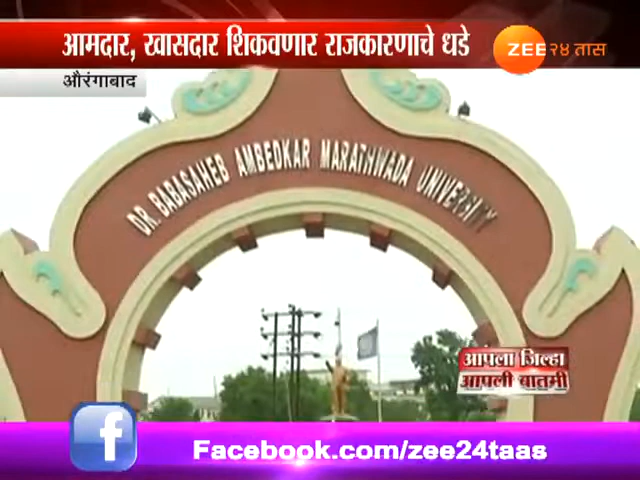 आमदार, खासदार शिकवणार राजकारणाचे धडे
ZEE २४ तास
औरंगाबाद
DR. BABASAHEB AMBEDKAR MARATHWADA UNIVERSITY
आपला जिल्हा
आपली बातमी
f
Facebook.com/zee24taas